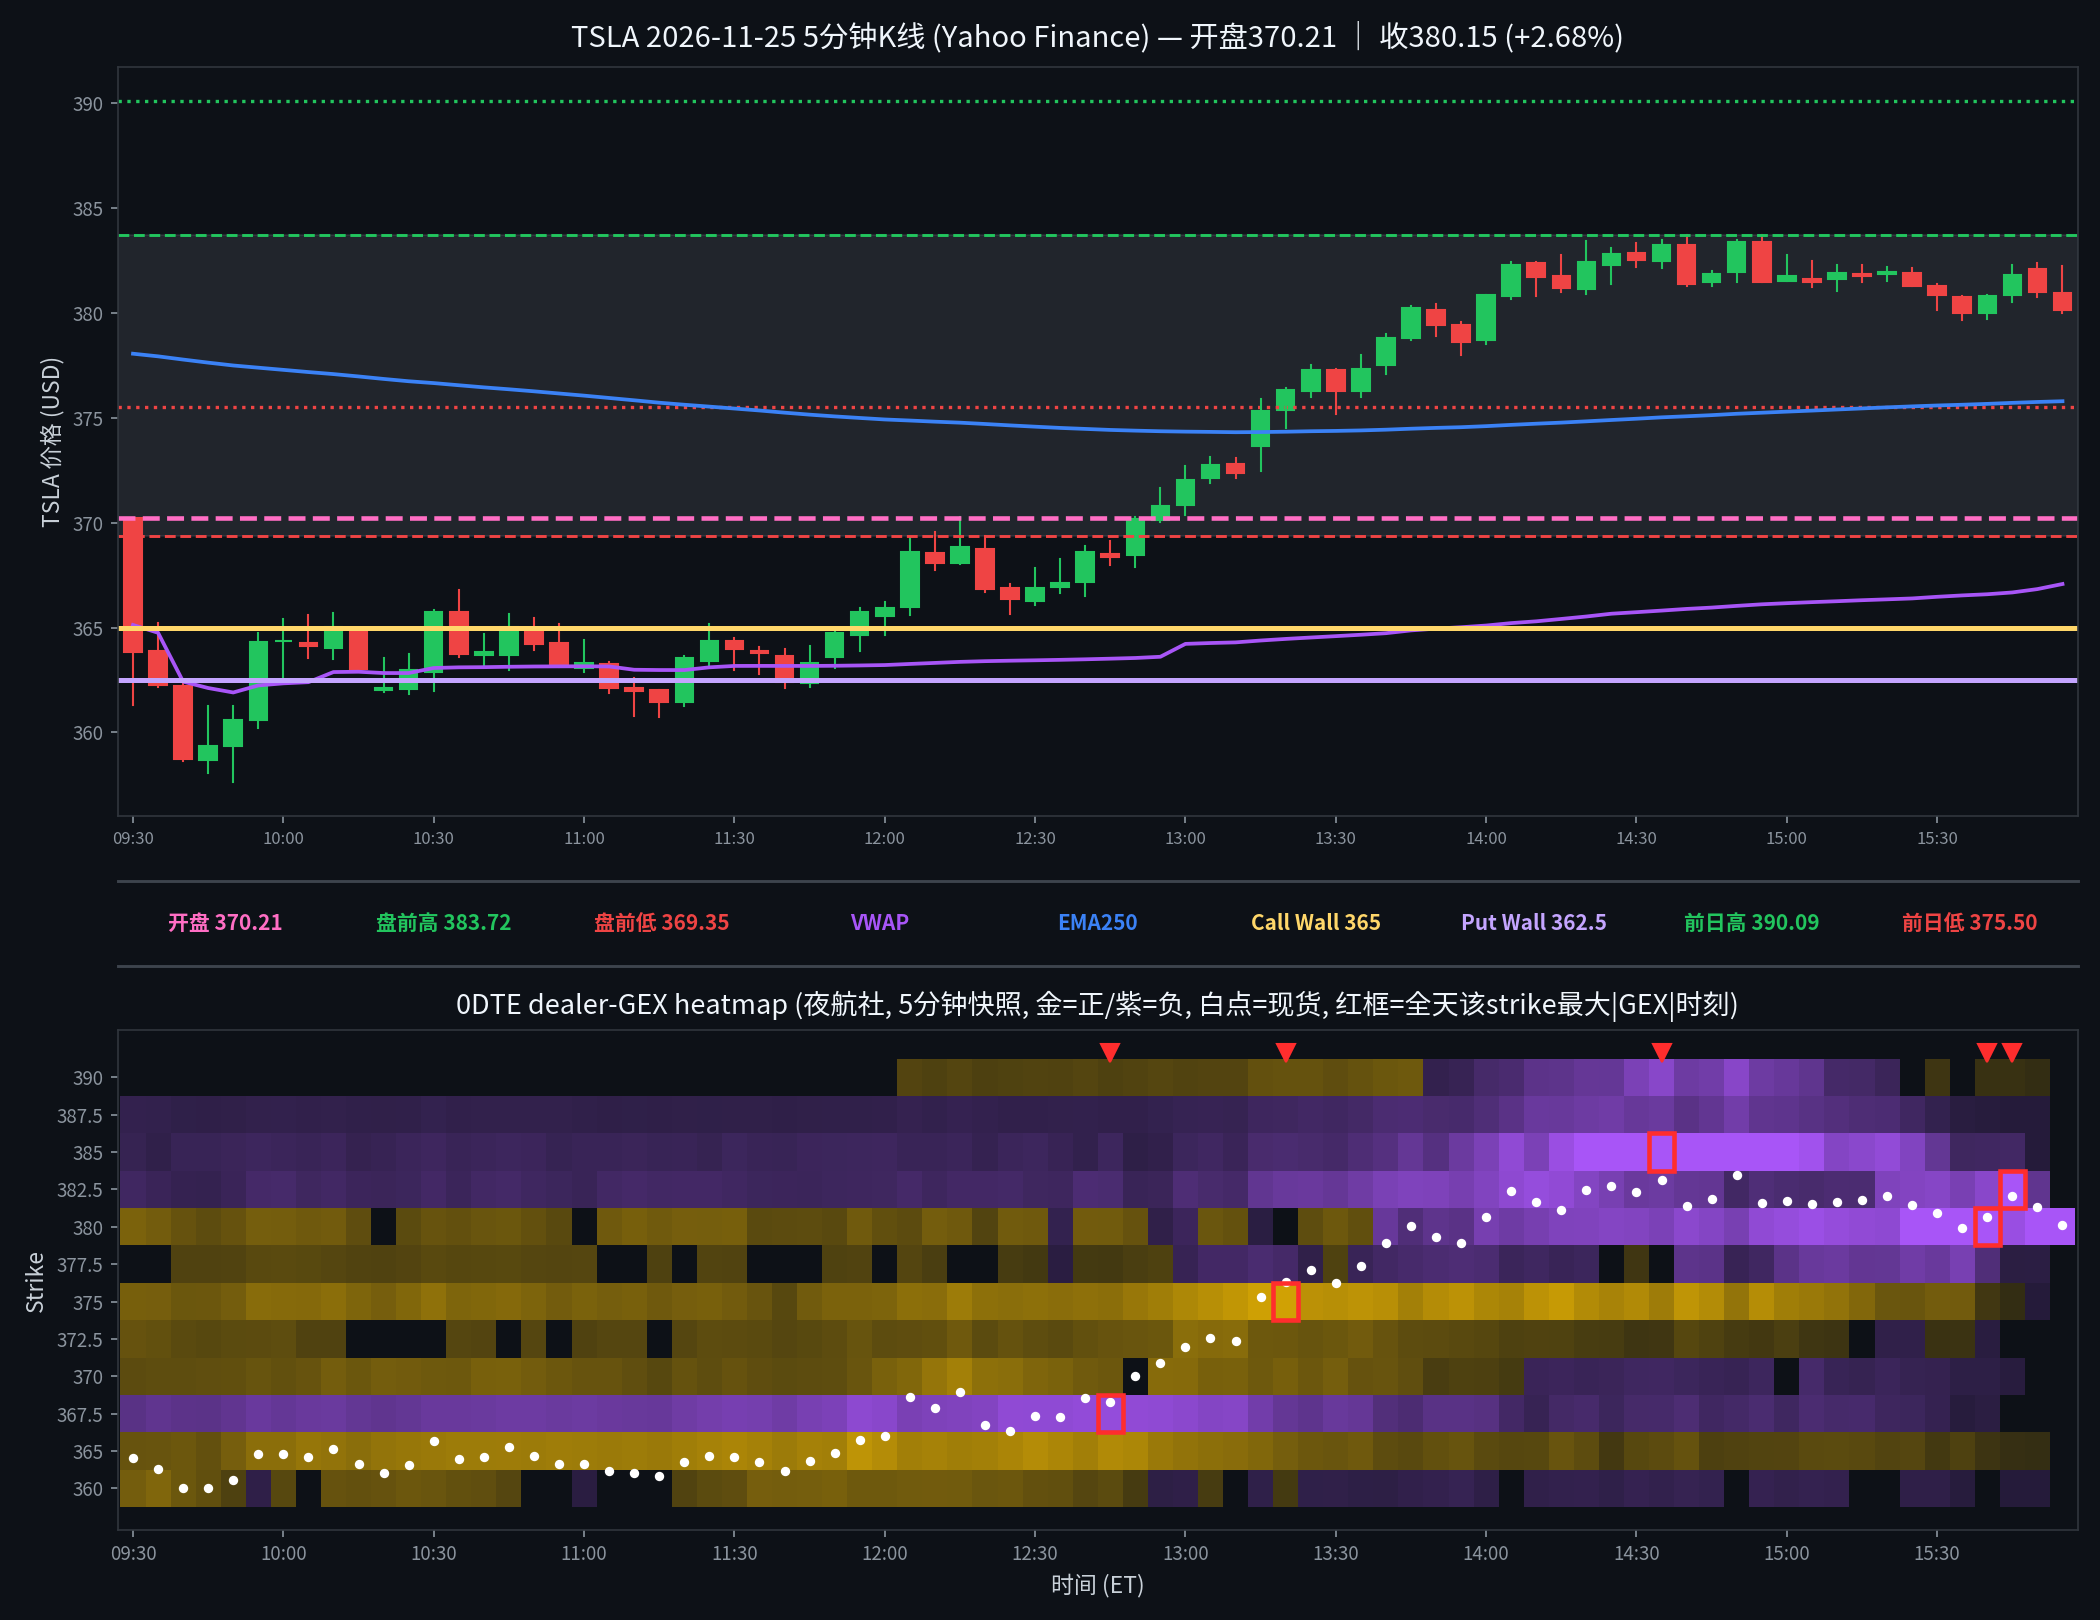 TSLA 2026-11-25 5分钟K线 (Yahoo Finance) — 开盘370.21 ｜ 收380.15 (+2.68%)
TSLA 价格 (USD)
390
385
380
375
370
365
360
09:30 10:00 10:30 11:00 11:30 12:00 12:30 13:00 13:30 14:00 14:30 15:00 15:30
开盘 370.21 盘前高 383.72 盘前低 369.35 VWAP EMA250 Call Wall 365 Put Wall 362.5 前日高 390.09 前日低 375.50
0DTE dealer-GEX heatmap (夜航社, 5分钟快照, 金=正/紫=负, 白点=现货, 红框=全天该strike最大|GEX|时刻)
Strike
390
387.5
385
382.5
380
377.5
375
372.5
370
367.5
365
360
09:30 10:00 10:30 11:00 11:30 12:00 12:30 13:00 13:30 14:00 14:30 15:00 15:30
时间 (ET)